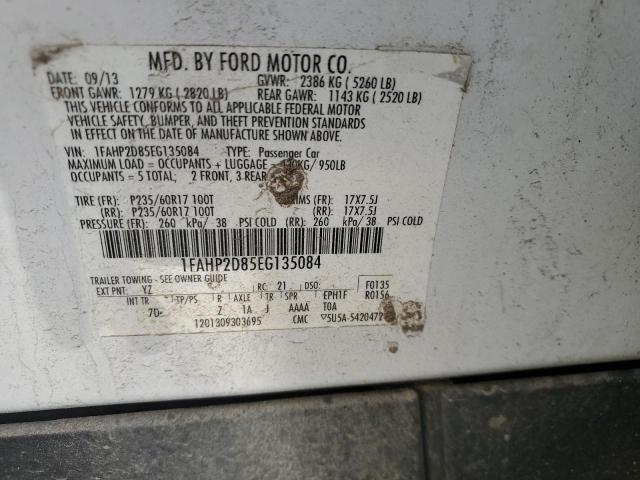 MFD. BY FORD MOTOR CO.
DATE: 09/13 GVWR: 2386 KG (5260 LB)
FRONT GAWR: 1279 KG (2820 LB) REAR GAWR: 1143 KG (2520 LB)
THIS VEHICLE CONFORMS TO ALL APPLICABLE FEDERAL MOTOR
VEHICLE SAFETY, BUMPER, AND THEFT PREVENTION STANDARDS
IN EFFECT ON THE DATE OF MANUFACTURE SHOWN ABOVE.
VIN: 1FAHP2D85EG135084 TYPE: Passenger Car
MAXIMUM LOAD = OCCUPANTS + LUGGAGE = KG/950LB
OCCUPANTS = 5 TOTAL; 2 FRONT, 3 REAR
TIRE (FR): P235/60R17 100T RIMS (FR): 17X7.5J
(RR): P235/60R17 100T (RR): 17X7.5J
PRESSURE (FR): 260 kPa/ 38 PSI COLD (RR): 260 kPa/ 38 PSI COLD
1FAHP2D85EG135084
TRAILER TOWING - SEE OWNER GUIDE
EXT PNT: YZ RC: 21 DSO: F0135
R0156
INT TR TP/PS R AXLE TR SPR EPH1F
70- Z 1A J AAAA T0A
1201309303695 CMC 5U5A-5420472